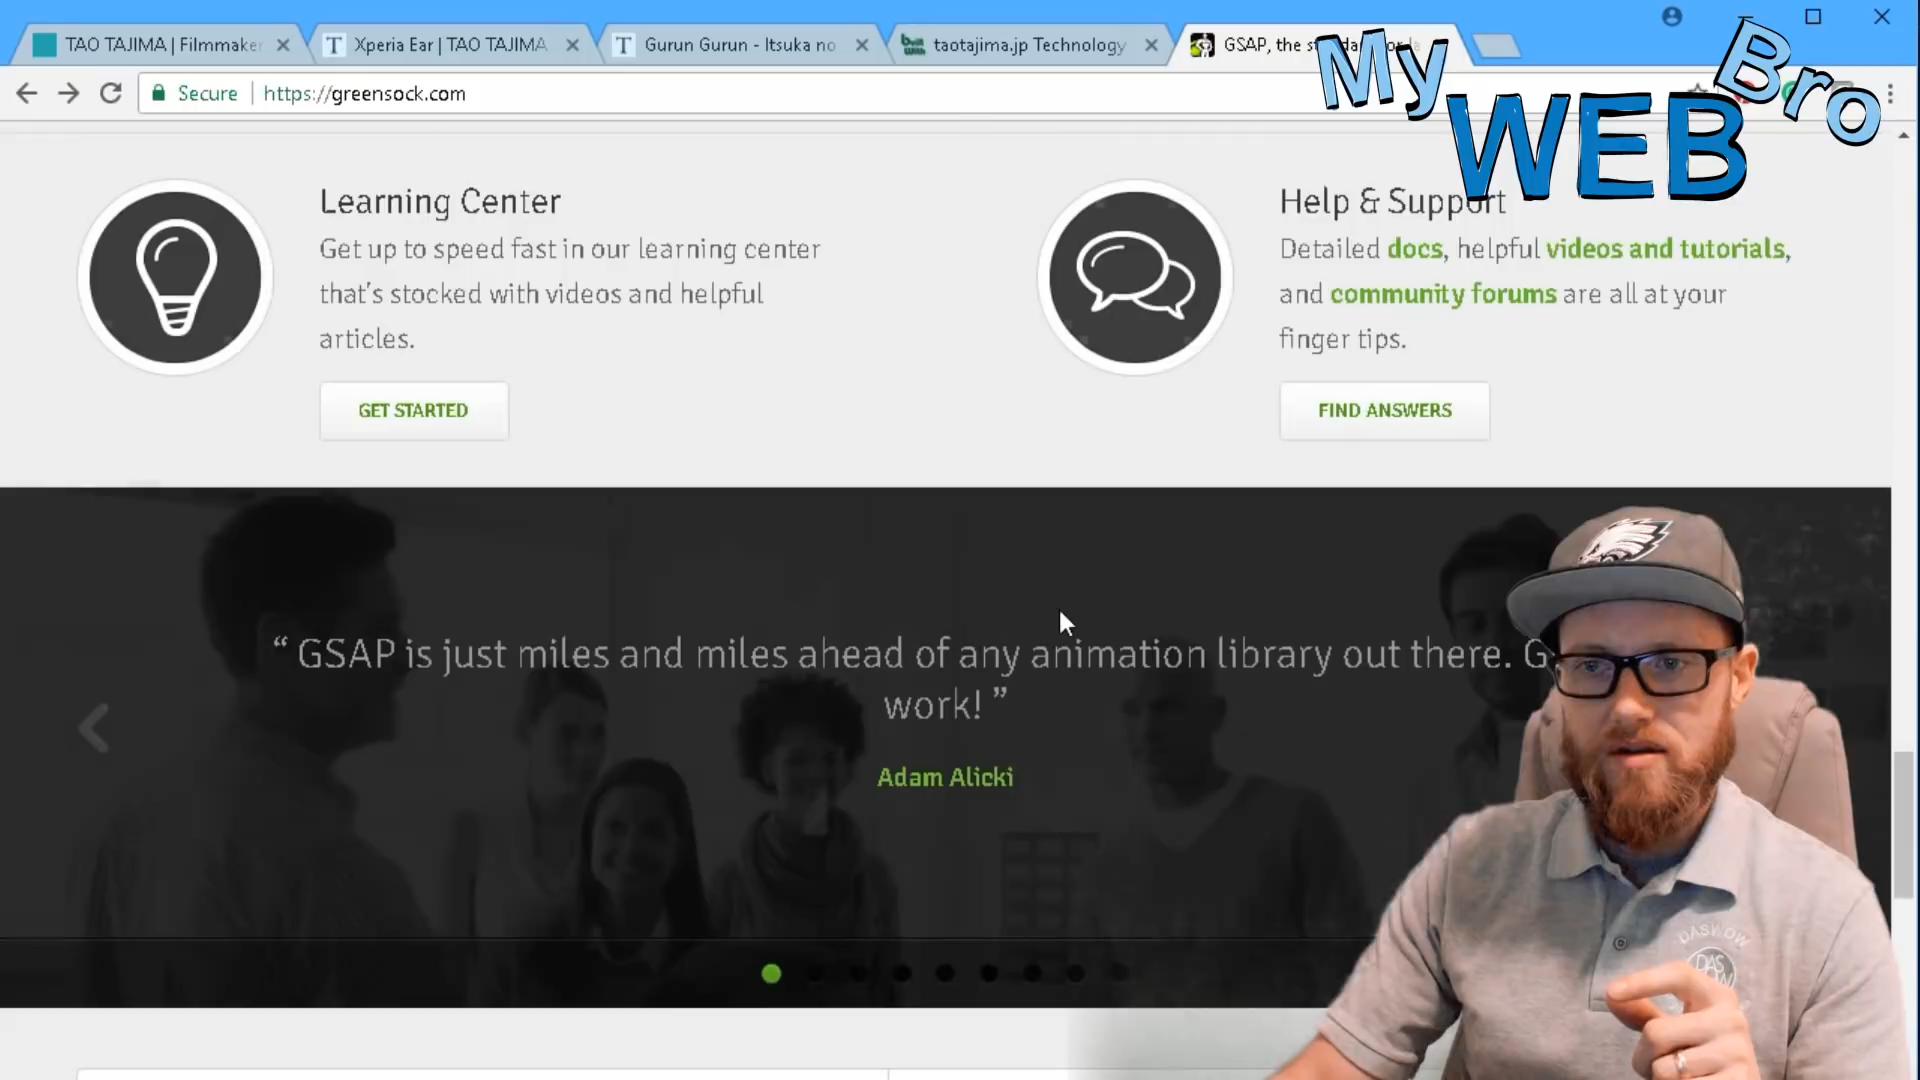 TAO TAJIMA | Filmmaker
Xperia Ear | TAO TAJIMA
Gurun Gurun - Itsuka no
taotajima.jp Technology
GSAP, the
Secure
https://greensock.com
My
WEB
Bro
Learning Center
Get up to speed fast in our learning center
that's stocked with videos and helpful
articles.
GET STARTED
Help & Support
Detailed docs, helpful videos and tutorials,
and community forums are all at your
finger tips.
FIND ANSWERS
“ GSAP is just miles and miles ahead of any animation library out there. G
work! ”
Adam Alicki
DASWOW